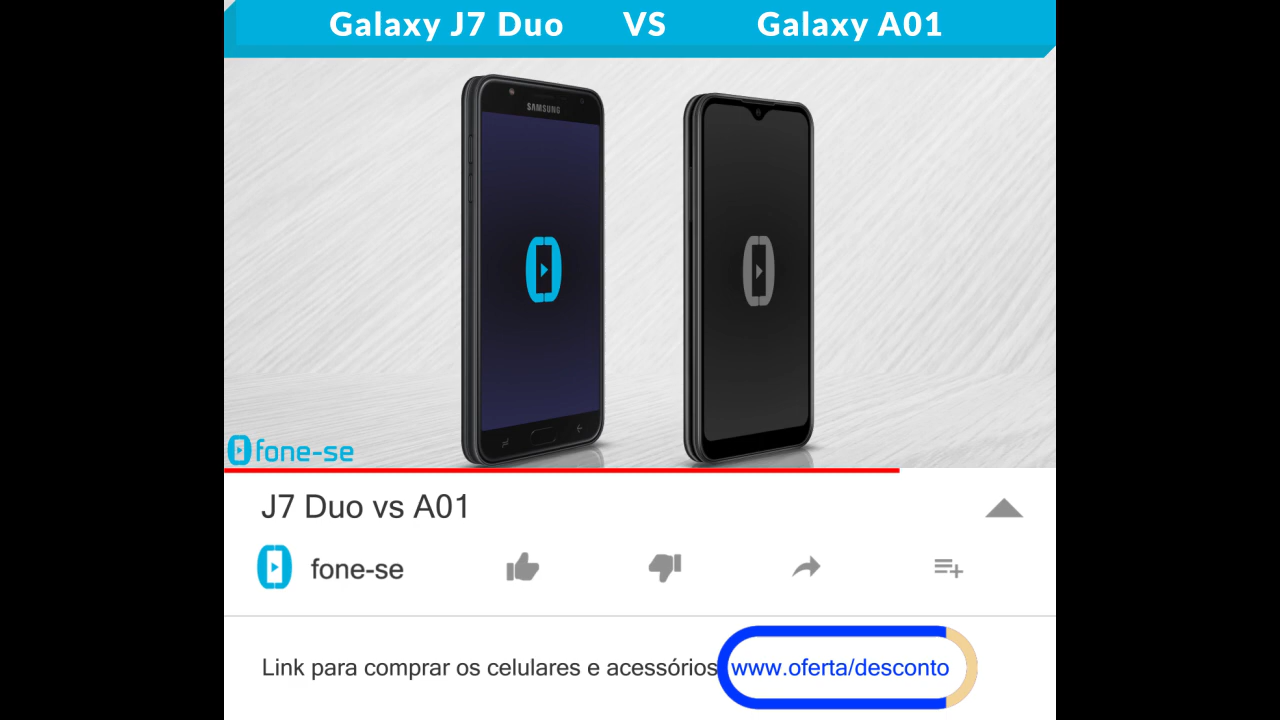 Galaxy J7 Duo VS Galaxy A01
SAMSUNG
fone-se
J7 Duo vs A01
fone-se
Link para comprar os celulares e acessórios www.oferta/desconto